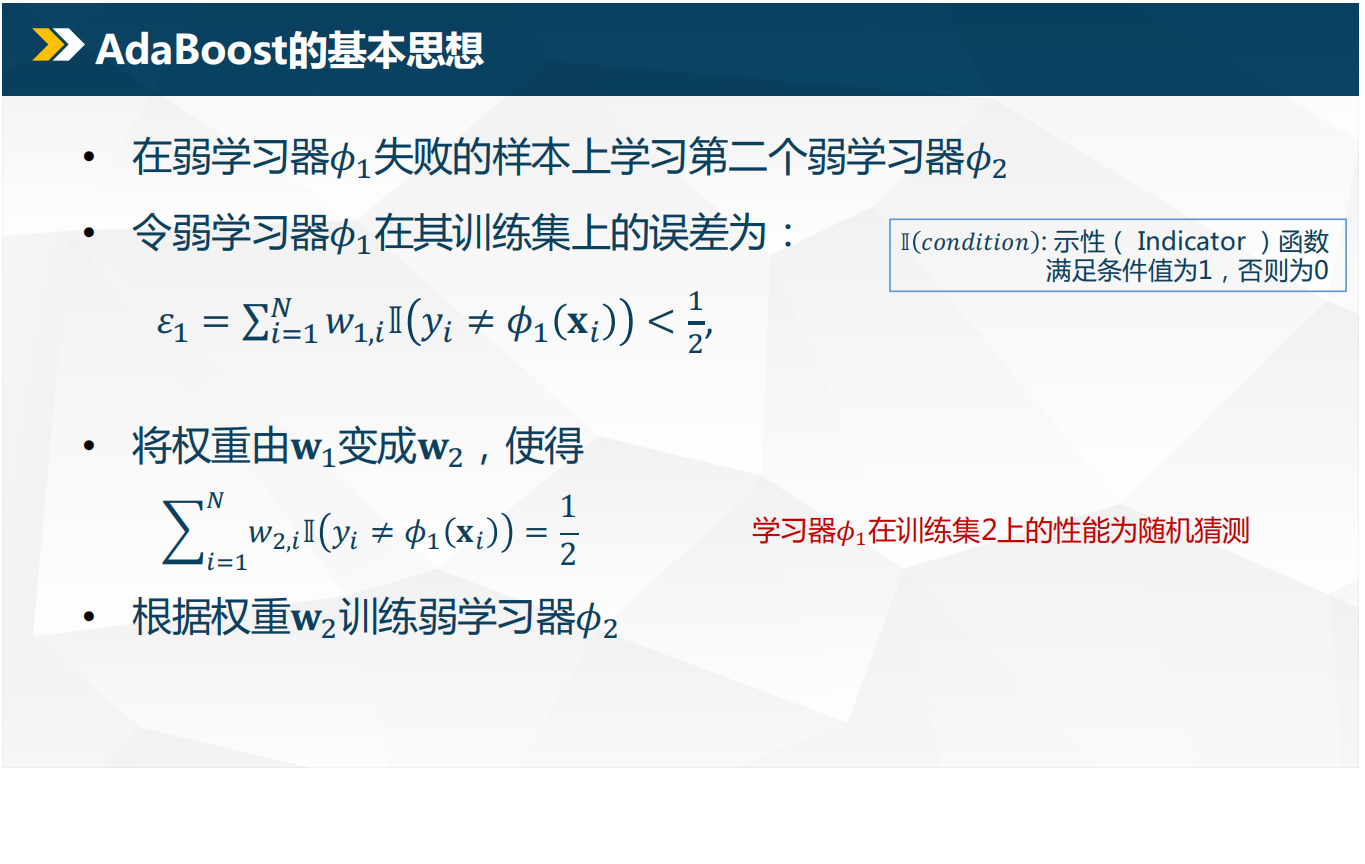 AdaBoost的基本思想
• 在弱学习器𝜙₁失败的样本上学习第二个弱学习器𝜙₂
• 令弱学习器𝜙₁在其训练集上的误差为：
𝕀(condition): 示性（ Indicator ）函数
满足条件值为1，否则为0
𝜀₁ = ∑ᵢ₌₁ᴺ w₁,ᵢ𝕀(yᵢ ≠ 𝜙₁(𝐱ᵢ)) < 1/2,
• 将权重由𝐰₁变成𝐰₂，使得
∑ᵢ₌₁ᴺ w₂,ᵢ𝕀(yᵢ ≠ 𝜙₁(𝐱ᵢ)) = 1/2
学习器𝜙₁在训练集2上的性能为随机猜测
• 根据权重𝐰₂训练弱学习器𝜙₂